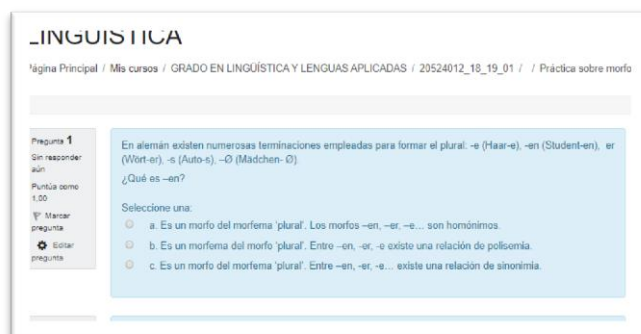 LINGÜÍSTICA
Página Principal / Mis cursos / GRADO EN LINGÜÍSTICA Y LENGUAS APLICADAS / 20524012_18_19_01 / / Práctica sobre morfo
Pregunta 1
Sin responder
aún
Puntúa como
1,00
Marcar
pregunta
Editar
pregunta
En alemán existen numerosas terminaciones empleadas para formar el plural: -e (Haar-e), -en (Student-en), er
(Wört-er), -s (Auto-s), –Ø (Mädchen- Ø).
¿Qué es –en?
Seleccione una:
a. Es un morfo del morfema 'plural'. Los morfos –en, –er, –e… son homónimos.
b. Es un morfema del morfo 'plural'. Entre –en, -er, -e existe una relación de polisemia.
c. Es un morfo del morfema 'plural'. Entre –en, -er, -e… existe una relación de sinonimia.